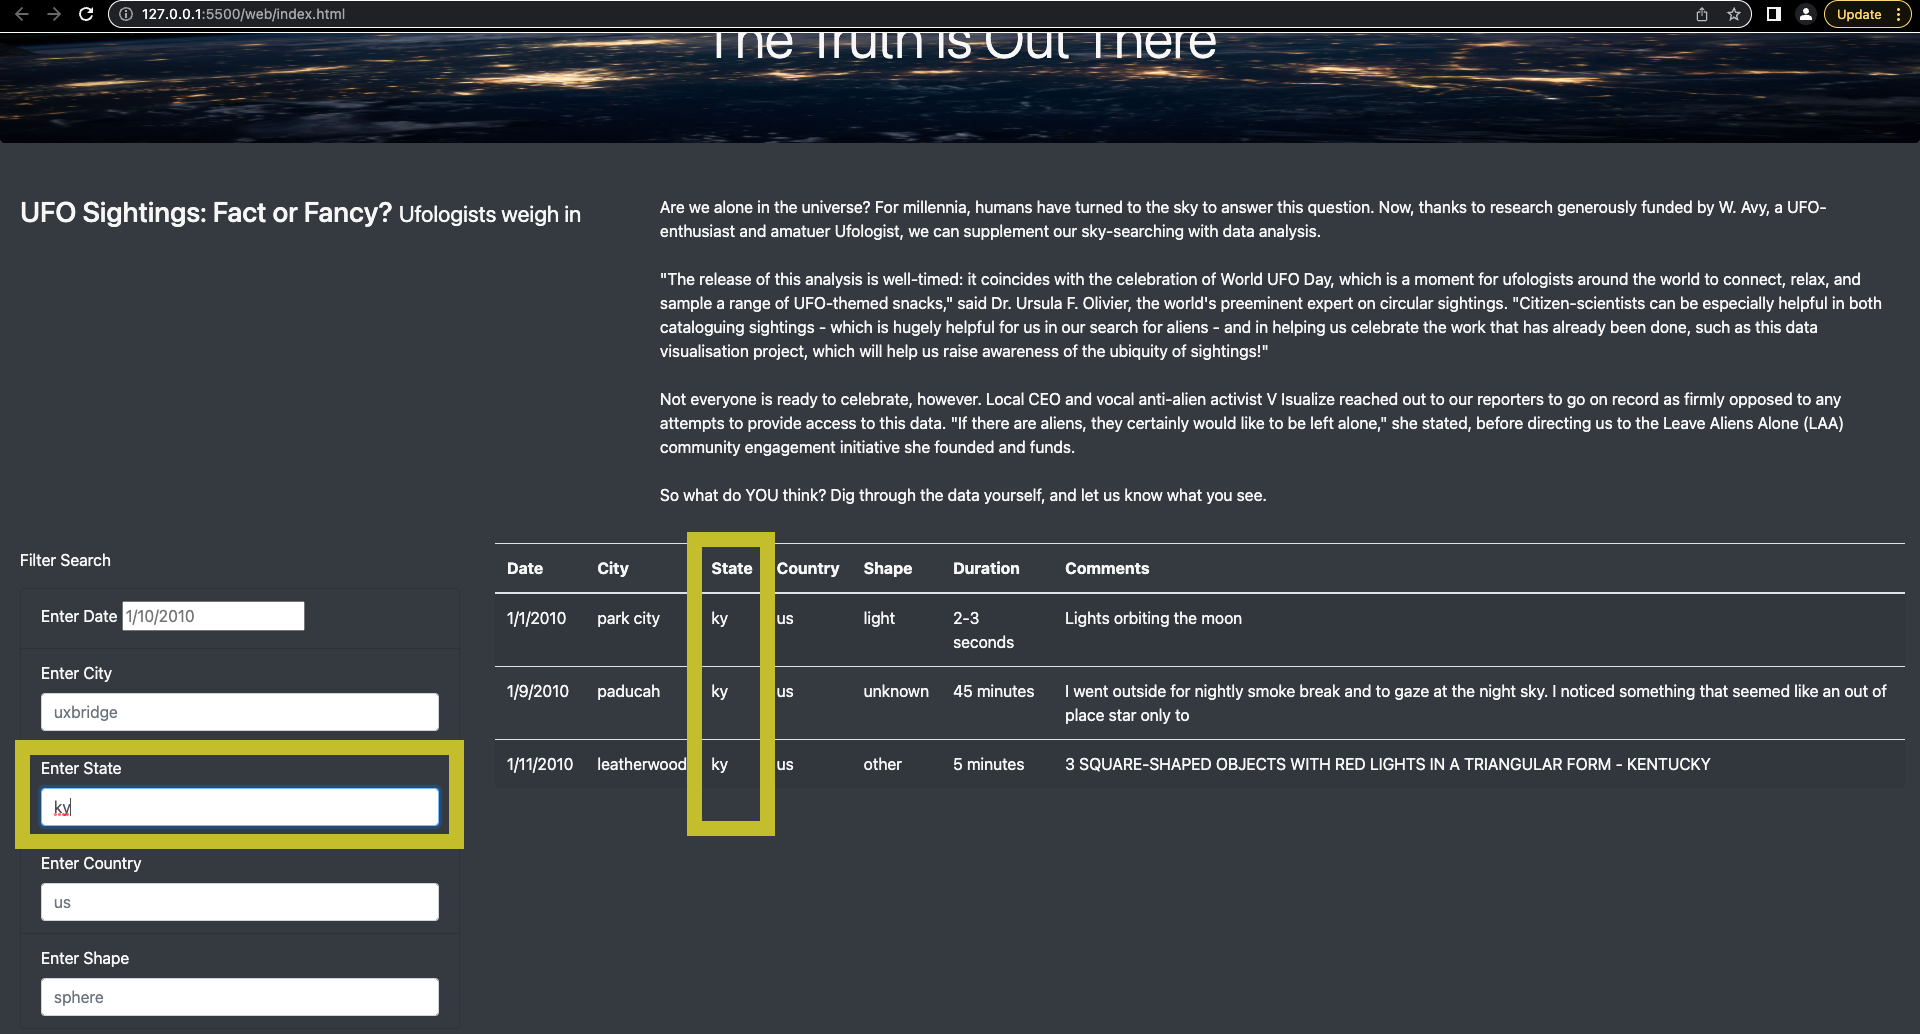 127.0.0.1:5500/web/index.html
Update
The Truth is Out There
UFO Sightings: Fact or Fancy? Ufologists weigh in
Are we alone in the universe? For millennia, humans have turned to the sky to answer this question. Now, thanks to research generously funded by W. Avy, a UFO-
enthusiast and amatuer Ufologist, we can supplement our sky-searching with data analysis.
"The release of this analysis is well-timed: it coincides with the celebration of World UFO Day, which is a moment for ufologists around the world to connect, relax, and
sample a range of UFO-themed snacks," said Dr. Ursula F. Olivier, the world's preeminent expert on circular sightings. "Citizen-scientists can be especially helpful in both
cataloguing sightings - which is hugely helpful for us in our search for aliens - and in helping us celebrate the work that has already been done, such as this data
visualisation project, which will help us raise awareness of the ubiquity of sightings!"
Not everyone is ready to celebrate, however. Local CEO and vocal anti-alien activist V Isualize reached out to our reporters to go on record as firmly opposed to any
attempts to provide access to this data. "If there are aliens, they certainly would like to be left alone," she stated, before directing us to the Leave Aliens Alone (LAA)
community engagement initiative she founded and funds.
So what do YOU think? Dig through the data yourself, and let us know what you see.
Filter Search
Enter Date 1/10/2010
Enter City
uxbridge
Enter State
ky
Enter Country
us
Enter Shape
sphere
Date City State Country Shape Duration Comments
1/1/2010 park city ky us light 2-3 seconds Lights orbiting the moon
1/9/2010 paducah ky us unknown 45 minutes I went outside for nightly smoke break and to gaze at the night sky. I noticed something that seemed like an out of
place star only to
1/11/2010 leatherwood ky us other 5 minutes 3 SQUARE-SHAPED OBJECTS WITH RED LIGHTS IN A TRIANGULAR FORM - KENTUCKY